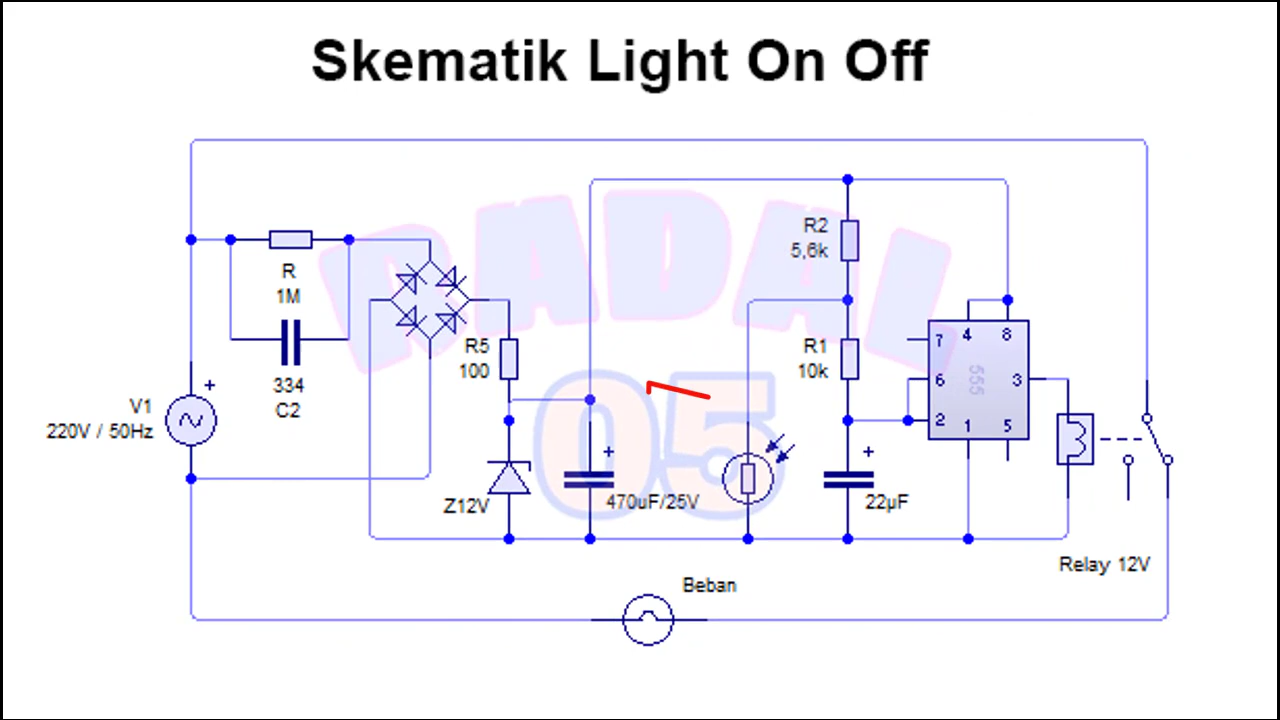 Skematik Light On Off
RADAL
05
R2
5,6k
R
1M
334
C2
V1
220V / 50Hz
+
R5
100
R1
10k
7
6
2
4
8
555
3
1
5
+
Z12V
470uF/25V
+
22µF
Relay 12V
Beban